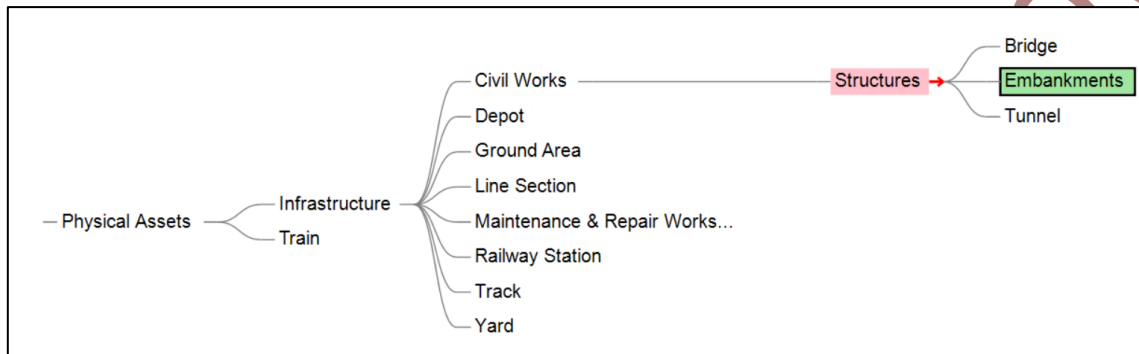 Physical Assets
Infrastructure
Train
Civil Works
Depot
Ground Area
Line Section
Maintenance & Repair Works...
Railway Station
Track
Yard
Structures
Bridge
Embankments
Tunnel